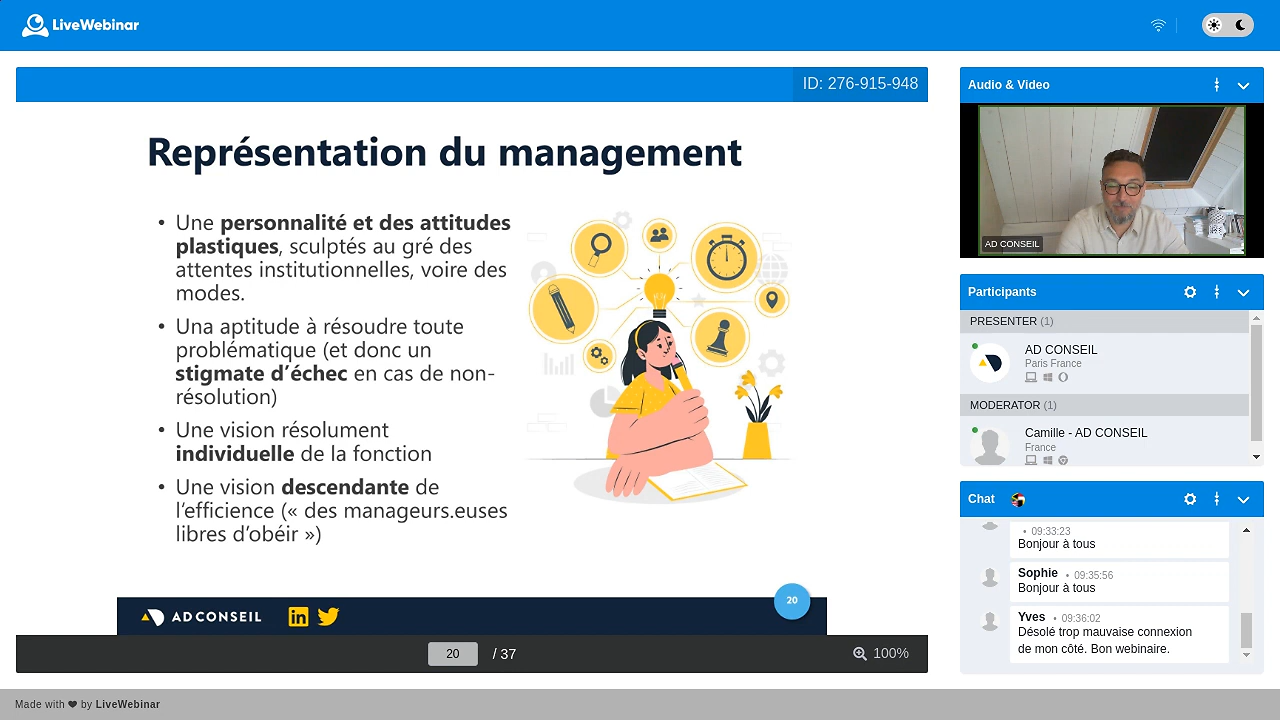 LiveWebinar
ID: 276-915-948
Représentation du management
• Une personnalité et des attitudes
plastiques, sculptés au gré des
attentes institutionnelles, voire des
modes.
• Una aptitude à résoudre toute
problématique (et donc un
stigmate d'échec en cas de non-
résolution)
• Une vision résolument
individuelle de la fonction
• Une vision descendante de
l'efficience (« des manageurs.euses
libres d'obéir »)
AD CONSEIL
20
20 / 37
100%
Audio & Video
AD CONSEIL
Participants
PRESENTER (1)
AD CONSEIL
Paris France
MODERATOR (1)
Camille - AD CONSEIL
France
Chat
• 09:33:23
Bonjour à tous
Sophie • 09:35:56
Bonjour à tous
Yves • 09:36:02
Désolé trop mauvaise connexion
de mon côté. Bon webinaire.
Made with ❤ by LiveWebinar